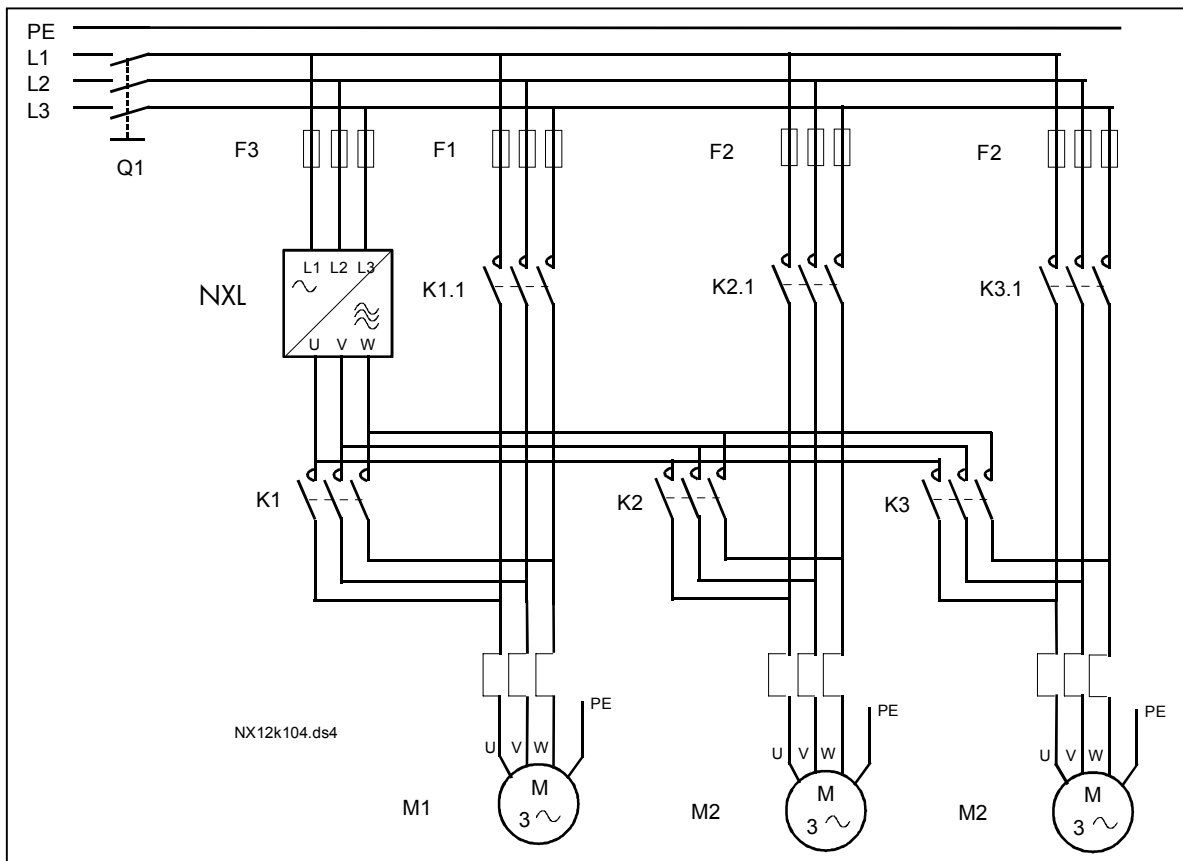 PE
L1
L2
L3
Q1
F3
F1
F2
F2
L1 L2 L3
NXL
U V W
K1.1
K2.1
K3.1
K1
K2
K3
NX12k104.ds4
PE
PE
PE
U V W
U V W
U V W
M
3
M
3
M
3
M1
M2
M2